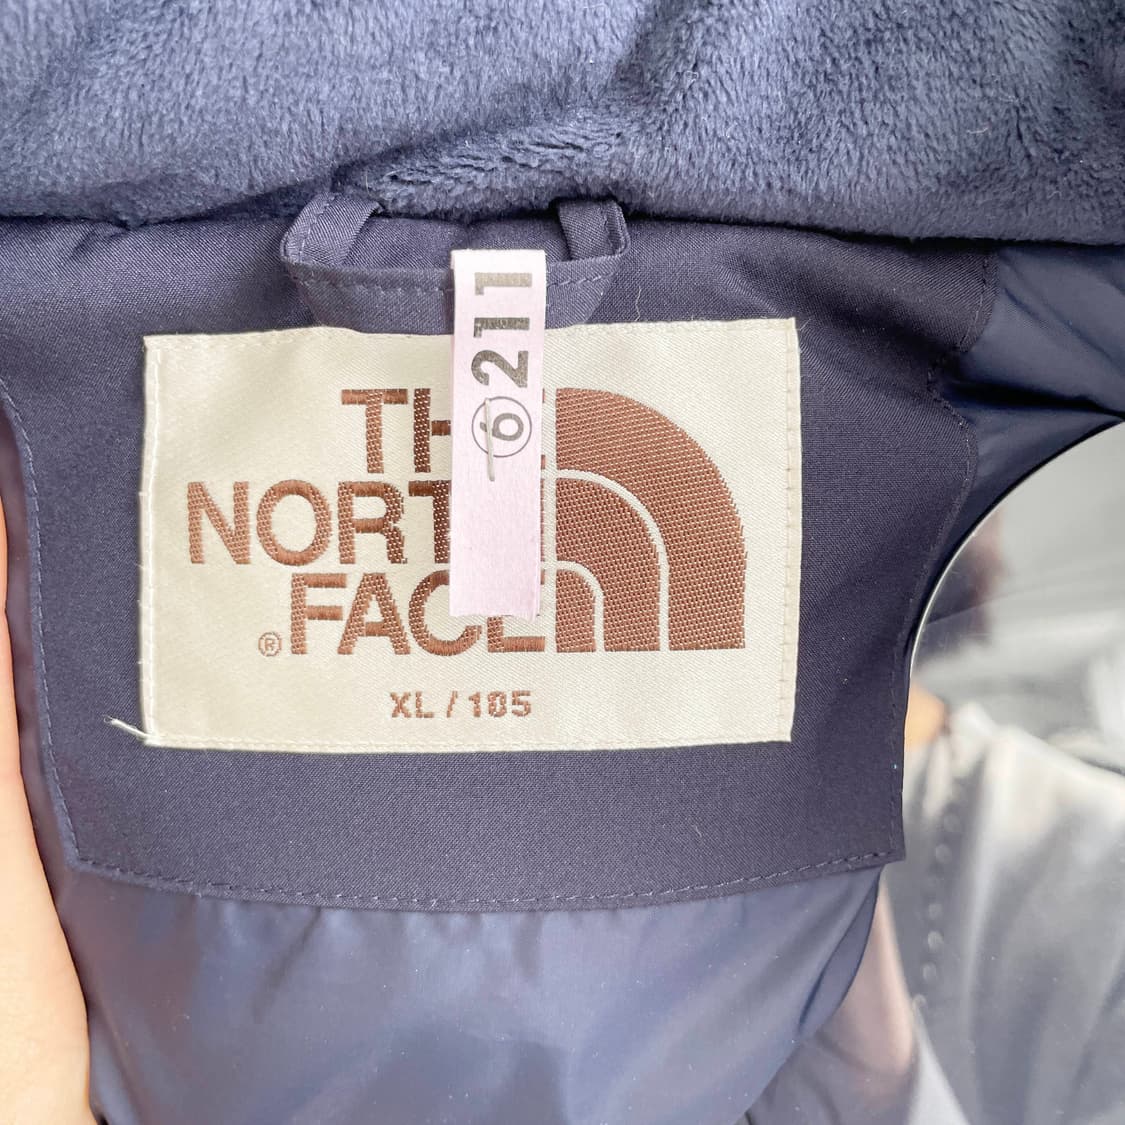 ⑥211
THE
NORTH
FACE
®
XL / 105